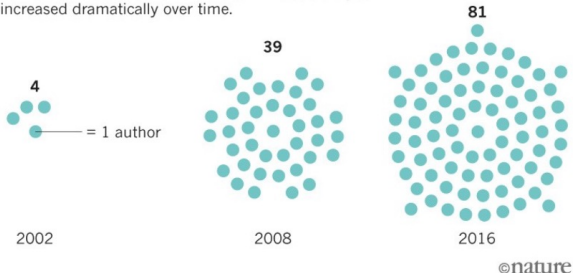 increased dramatically over time.
81
39
4
= 1 author
2002
2008
2016
©nature